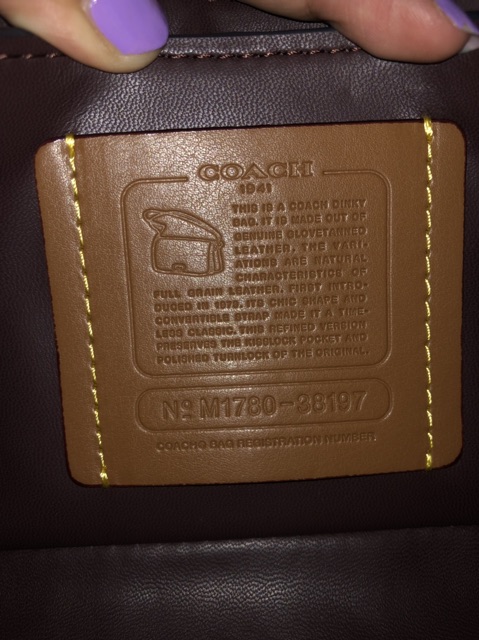 COACH
1941
THIS IS A COACH DINKY
BAG. IT IS MADE OUT OF
GENUINE GLOVETANNED
LEATHER. THE VARI-
ATIONS ARE NATURAL
CHARACTERISTICS OF
FULL GRAIN LEATHER. FIRST INTRO-
DUCED IN 1973, ITS CHIC SHAPE AND
CONVERTIBLE STRAP MADE IT A TIME-
LESS CLASSIC. THIS REFINED VERSION
PRESERVES THE KISSLOCK POCKET AND
POLISHED TURNLOCK OF THE ORIGINAL.
Nº M1780-38197
COACH® BAG REGISTRATION NUMBER